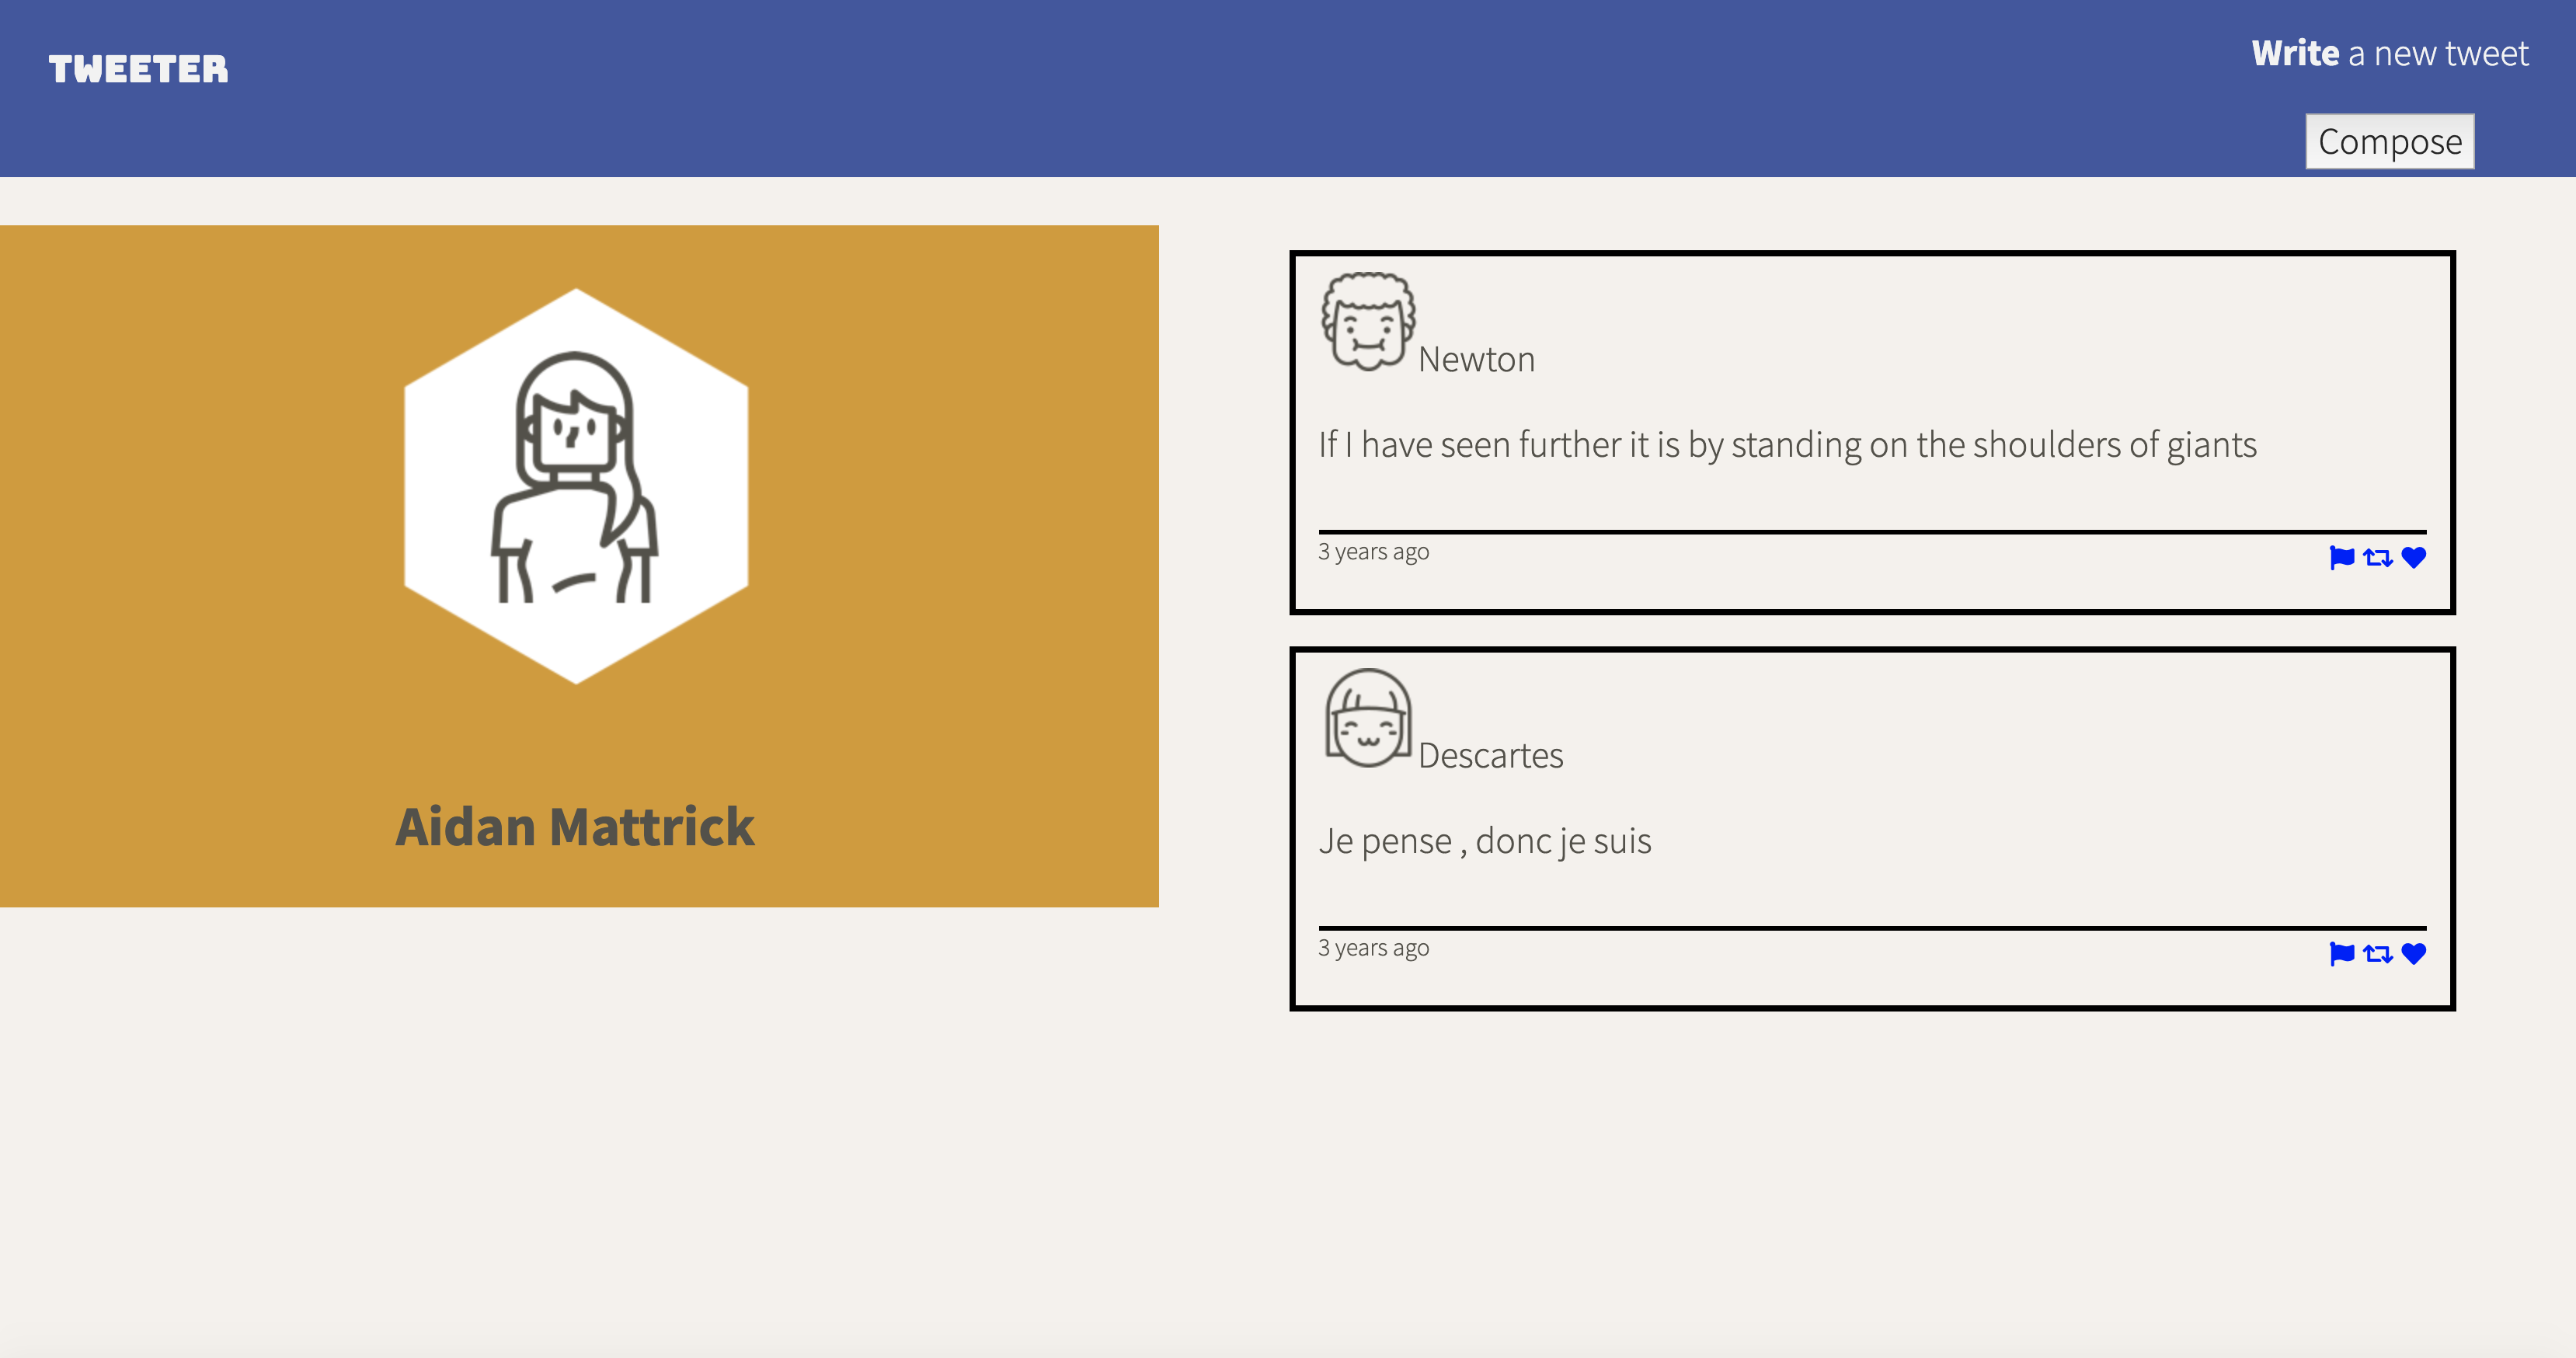 TWEETER
Write a new tweet
Compose
Aidan Mattrick
Newton
If I have seen further it is by standing on the shoulders of giants
3 years ago
Descartes
Je pense , donc je suis
3 years ago